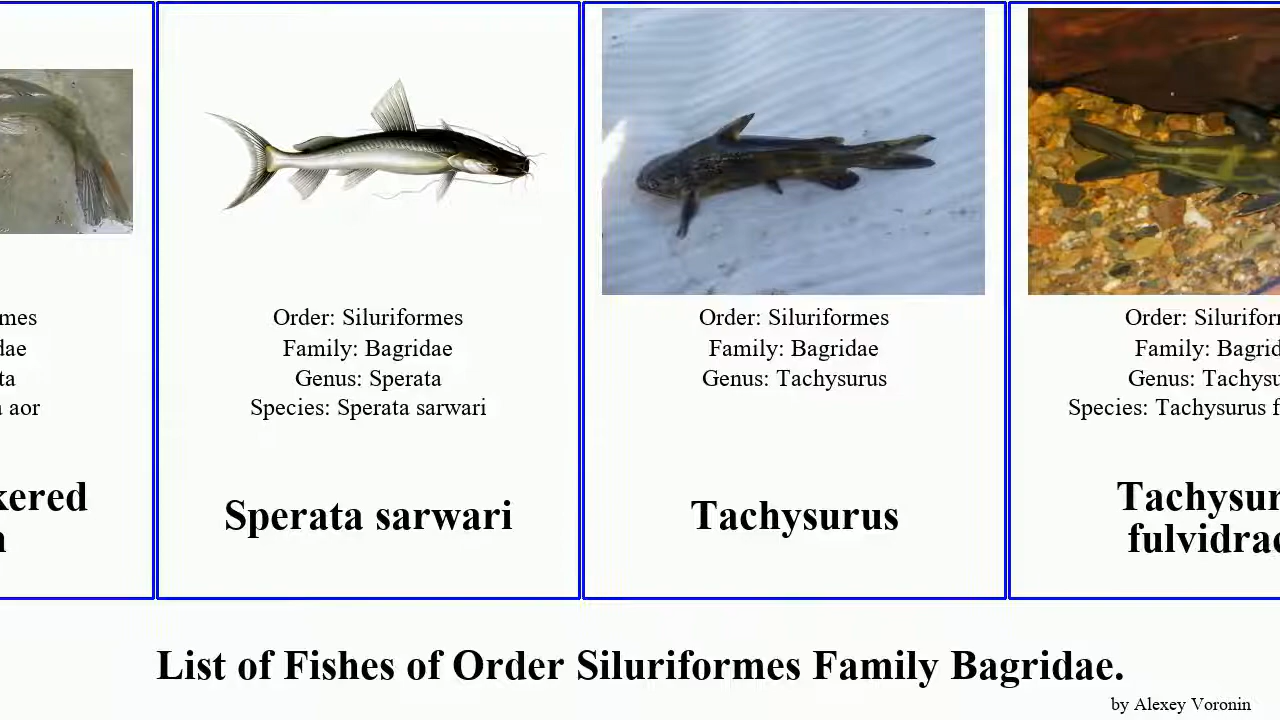 mes
dae
ta
aor
kered
Order: Siluriformes
Family: Bagridae
Genus: Sperata
Species: Sperata sarwari
Sperata sarwari
Order: Siluriformes
Family: Bagridae
Genus: Tachysurus
Tachysurus
Order: Silurifor
Family: Bagrid
Genus: Tachysu
Species: Tachysurus f
Tachysur
fulvidrac
List of Fishes of Order Siluriformes Family Bagridae.
by Alexey Voronin